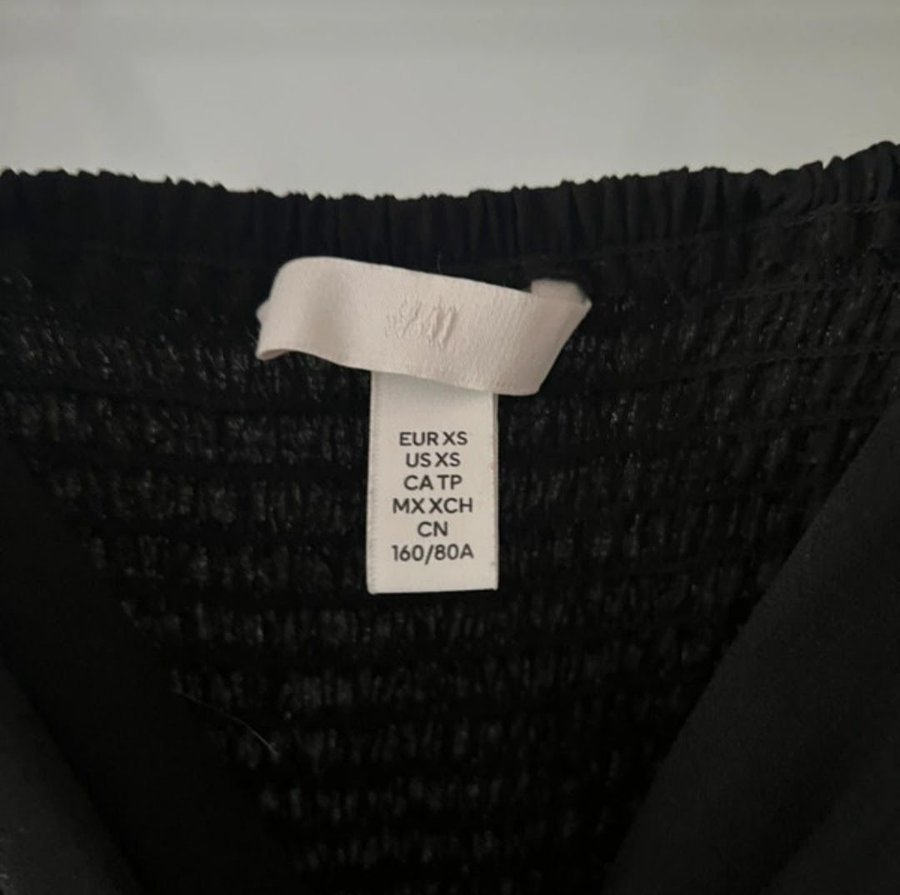 H&M
EUR XS
US XS
CA TP
MX XCH
CN
160/80A